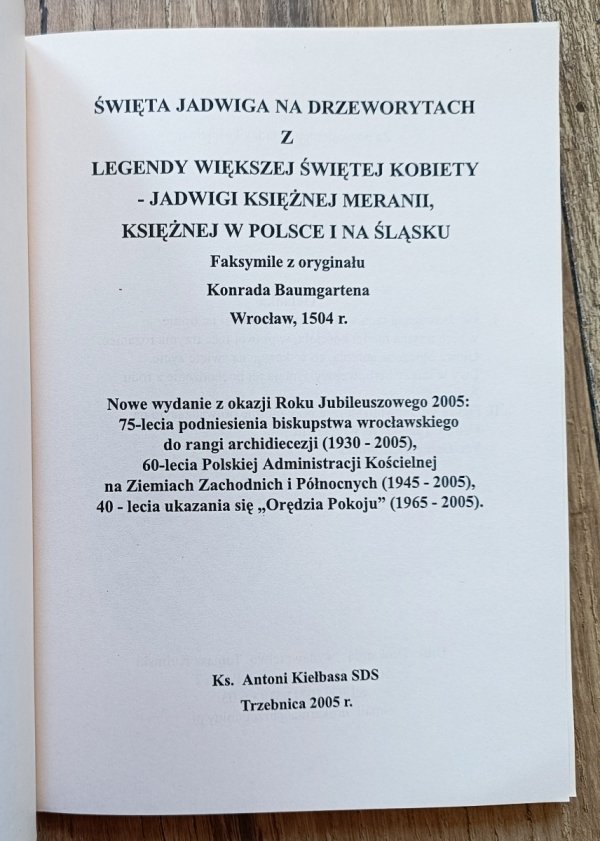 ŚWIĘTA JADWIGA NA DRZEWORYTACH
Z
LEGENDY WIĘKSZEJ ŚWIĘTEJ KOBIETY
- JADWIGI KSIĘŻNEJ MERANII,
KSIĘŻNEJ W POLSCE I NA ŚLĄSKU
Faksymile z oryginału
Konrada Baumgartena
Wrocław, 1504 r.
Nowe wydanie z okazji Roku Jubileuszowego 2005:
75-lecia podniesienia biskupstwa wrocławskiego
do rangi archidiecezji (1930 - 2005),
60-lecia Polskiej Administracji Kościelnej
na Ziemiach Zachodnich i Północnych (1945 - 2005),
40 - lecia ukazania się „Orędzia Pokoju” (1965 - 2005).
Ks. Antoni Kiełbasa SDS
Trzebnica 2005 r.